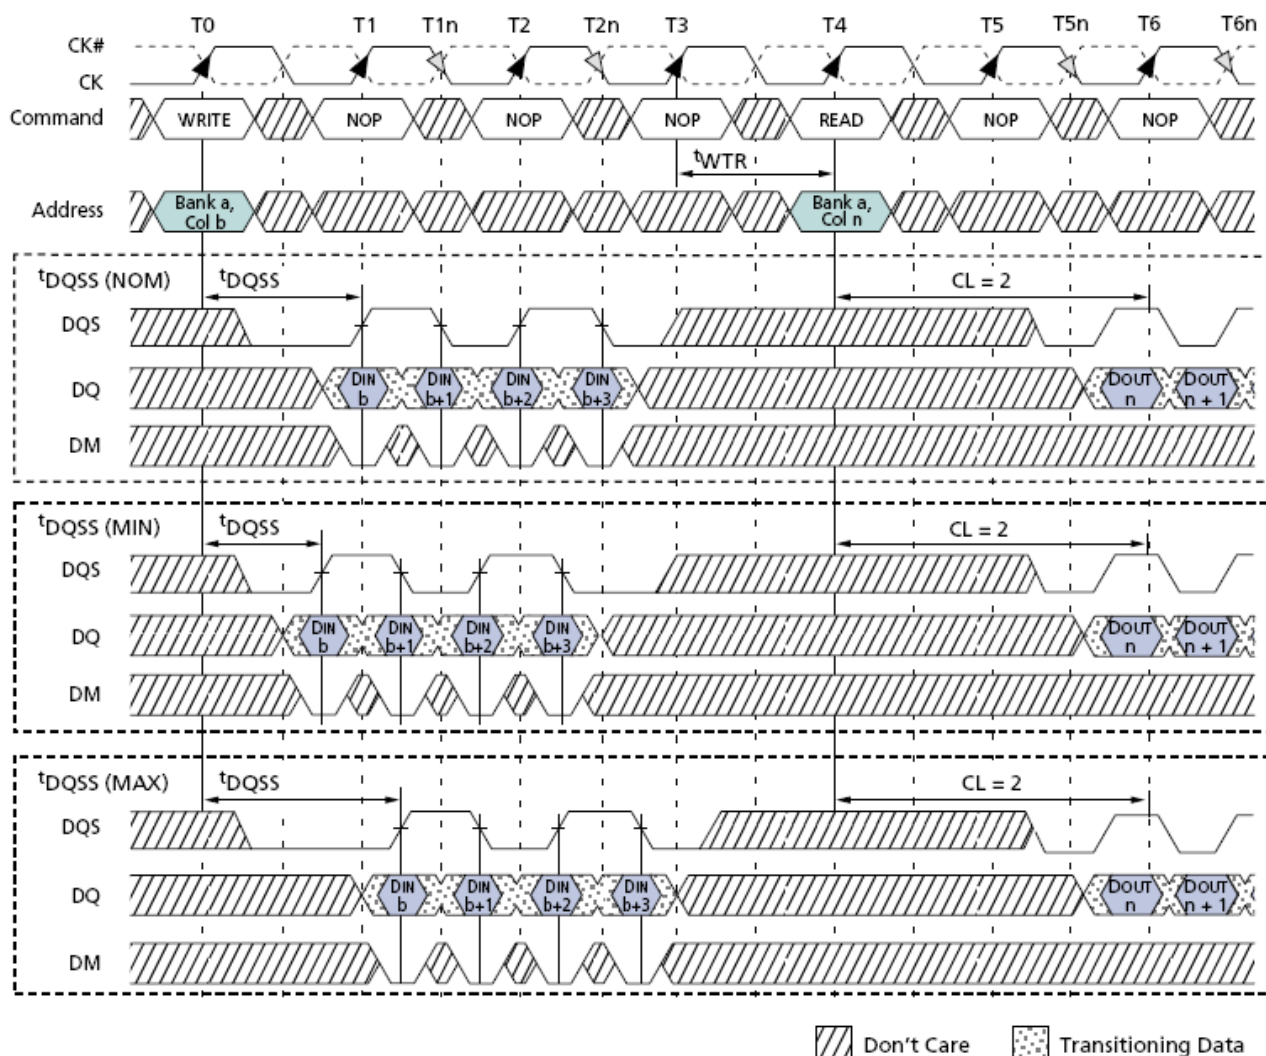 T0 T1 T1n T2 T2n T3 T4 T5 T5n T6 T6n
CK#
CK
Command WRITE NOP NOP NOP READ NOP NOP
tWTR
Address Bank a, Col b Bank a, Col n
tDQSS (NOM) tDQSS CL = 2
DQS
DQ DIN b DIN b+1 DIN b+2 DIN b+3 DOUT n DOUT n + 1
DM
tDQSS (MIN) tDQSS CL = 2
DQS
DQ DIN b DIN b+1 DIN b+2 DIN b+3 DOUT n DOUT n + 1
DM
tDQSS (MAX) tDQSS CL = 2
DQS
DQ DIN b DIN b+1 DIN b+2 DIN b+3 DOUT n DOUT n + 1
DM
Don't Care Transitioning Data